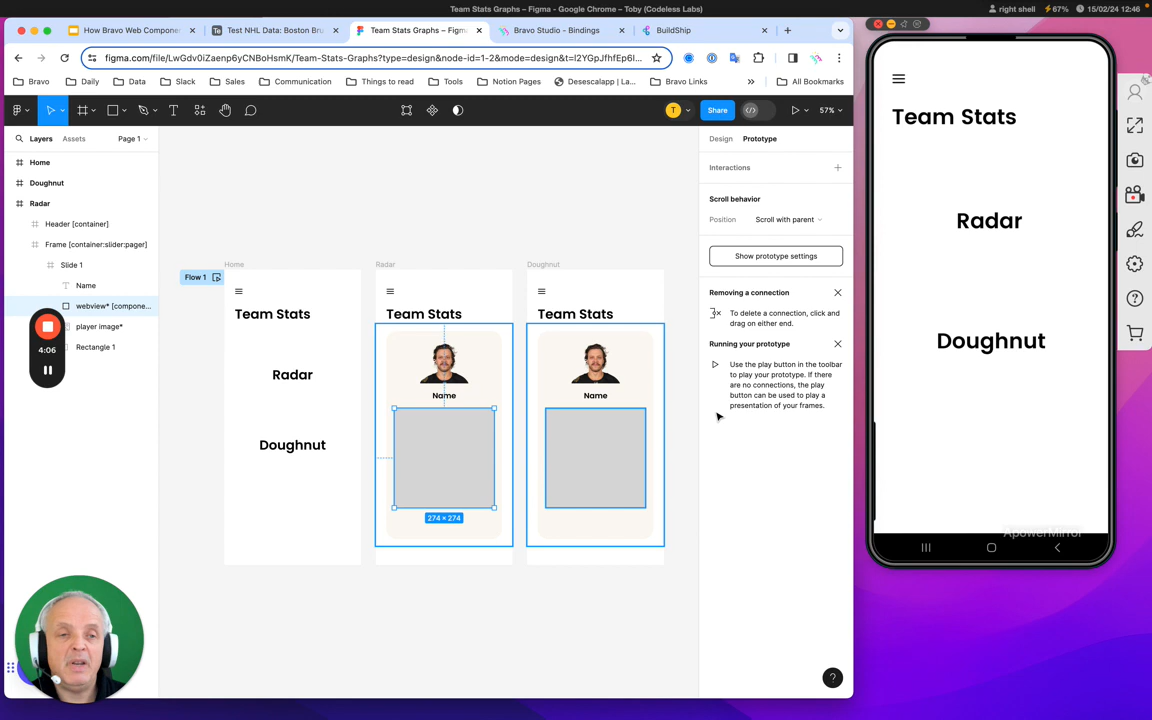 Team Stats Graphs – Figma - Google Chrome – Toby (Codeless Labs)
right shell 67% 15/02/24 12:46
How Bravo Web Componen
Test NHL Data: Boston Bru
Team Stats Graphs – Figma
Bravo Studio - Bindings
BuildShip
figma.com/file/LwGdv0iZaenp6yCNBoHsmK/Team-Stats-Graphs?type=design&node-id=1-2&mode=design&t=l2YGpJfhfEp6l...
Bravo Daily Data Slack Sales Communication Things to read Tools Notion Pages Desescalapp | La... Bravo Links » All Bookmarks
T Share 57%
Layers Assets Page 1
Home
Doughnut
Radar
Header [container]
Frame [container:slider:pager]
Slide 1
Name
webview* [compone...
player image*
Rectangle 1
4:06
Flow 1
Home
Team Stats
Radar
Doughnut
Radar
Team Stats
Name
274 × 274
Doughnut
Team Stats
Name
Design Prototype
Interactions
Scroll behavior
Position Scroll with parent
Show prototype settings
Removing a connection
To delete a connection, click and
drag on either end.
Running your prototype
Use the play button in the toolbar
to play your prototype. If there
are no connections, the play
button can be used to play a
presentation of your frames.
?
Team Stats
Radar
Doughnut
ApowerMirror